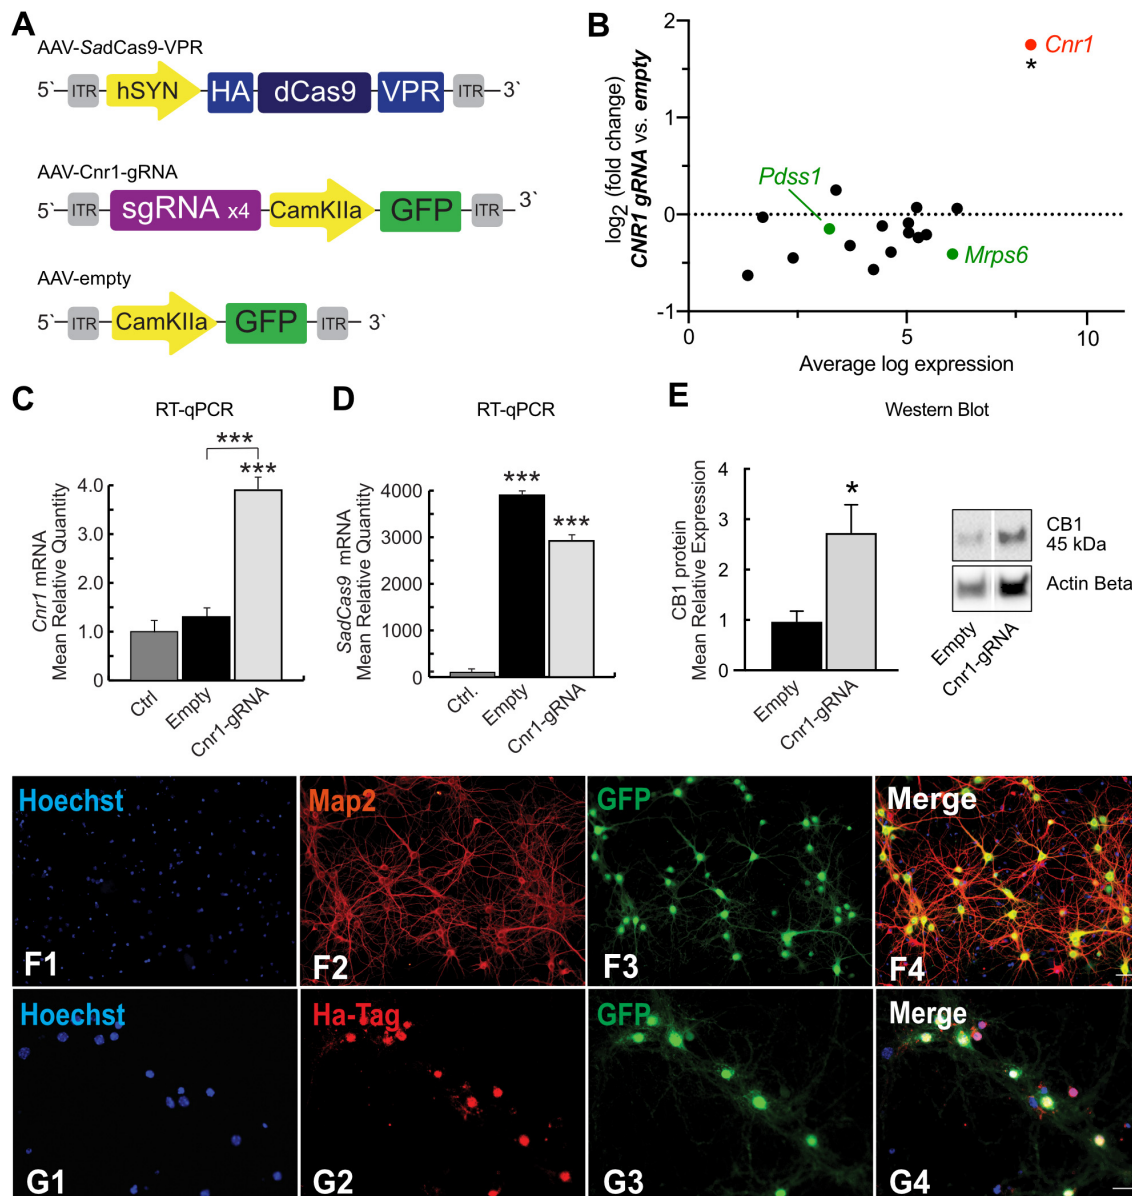 A
AAV-SadCas9-VPR
5` ITR hSYN HA dCas9 VPR ITR 3`
AAV-Cnr1-gRNA
5` ITR sgRNA x4 CamKIIa GFP ITR 3`
AAV-empty
5` ITR CamKIIa GFP ITR 3`
B
log2 (fold change)
CNR1 gRNA vs. empty
2
1
0
-1
Cnr1
*
Pdss1
Mrps6
0 5 10
Average log expression
C
RT-qPCR
Cnr1 mRNA
Mean Relative Quantity
***
***
4.0
3.0
2.0
1.0
0
Ctrl
Empty
Cnr1-gRNA
D
RT-qPCR
SadCas9 mRNA
Mean Relative Quantity
***
***
4000
3000
2000
1000
0
Ctrl.
Empty
Cnr1-gRNA
E
Western Blot
CB1 protein
Mean Relative Expression
4
3
2
1
0
*
Empty
Cnr1-gRNA
CB1
45 kDa
Actin Beta
Empty
Cnr1-gRNA
Hoechst
F1
Map2
F2
GFP
F3
Merge
F4
Hoechst
G1
Ha-Tag
G2
GFP
G3
Merge
G4